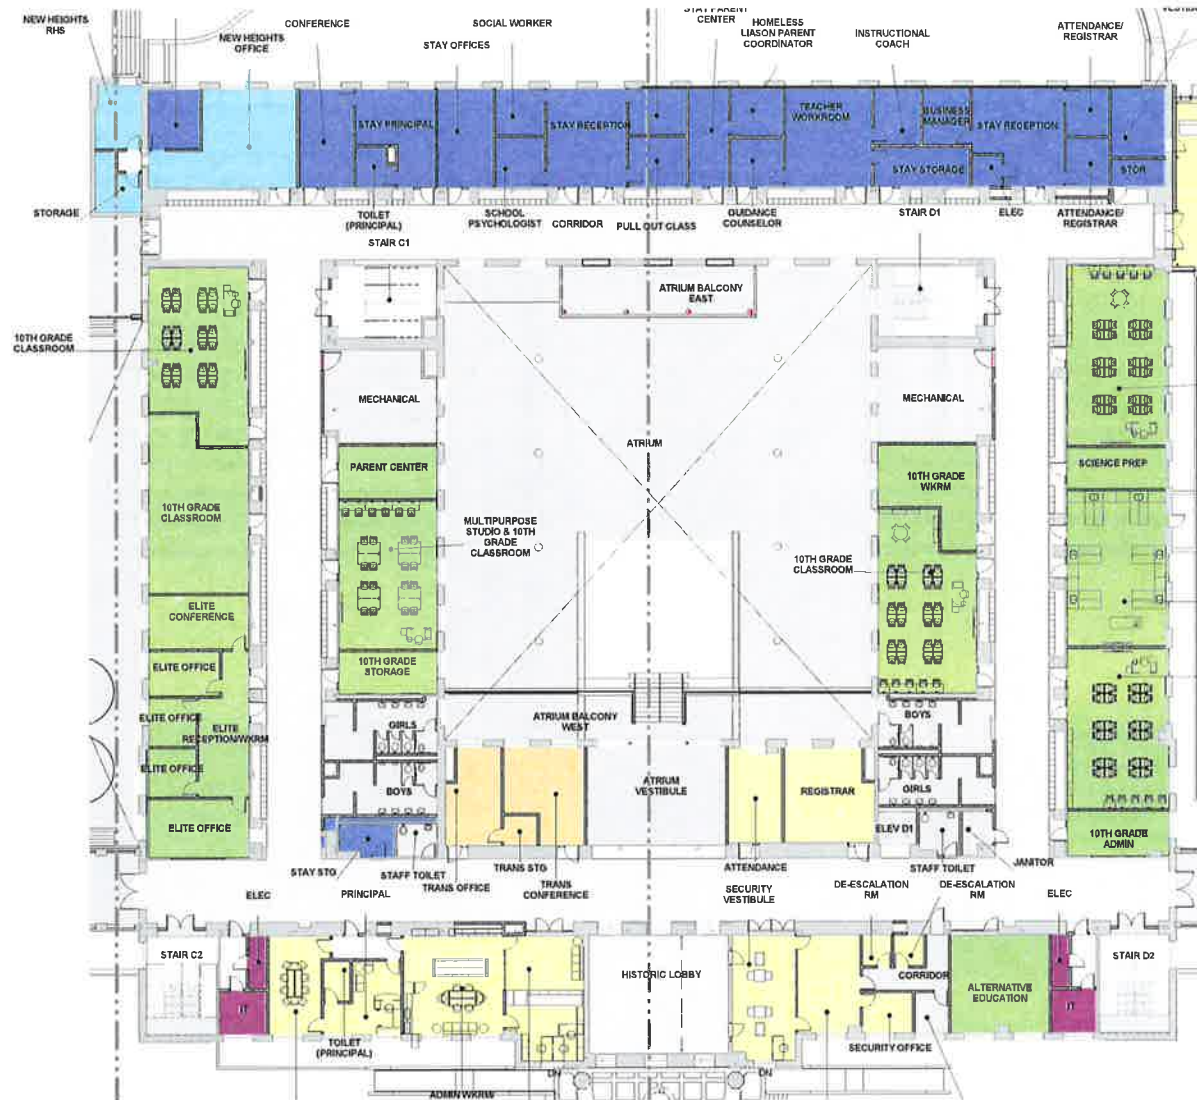 NEW HEIGHTS
RHS
NEW HEIGHTS
OFFICE
CONFERENCE
STAY OFFICES
SOCIAL WORKER
STAY PARENT
CENTER
HOMELESS
LIASON PARENT
COORDINATOR
INSTRUCTIONAL
COACH
ATTENDANCE/
REGISTRAR
STAY PRINCIPAL
STAY RECEPTION
TEACHER
WORKROOM
BUSINESS
MANAGER
STAY RECEPTION
STAY STORAGE
STOR
STORAGE
TOILET
(PRINCIPAL)
SCHOOL
PSYCHOLOGIST
CORRIDOR
PULL OUT CLASS
GUIDANCE
COUNSELOR
STAIR D1
ELEC
ATTENDANCE/
REGISTRAR
STAIR C1
ATRIUM BALCONY
EAST
10TH GRADE
CLASSROOM
MECHANICAL
MECHANICAL
ATRIUM
PARENT CENTER
SCIENCE PREP
10TH GRADE
WKRM
10TH GRADE
CLASSROOM
MULTIPURPOSE
STUDIO & 10TH
GRADE
CLASSROOM
10TH GRADE
CLASSROOM
ELITE
CONFERENCE
ELITE OFFICE
10TH GRADE
STORAGE
ELITE OFFICE
ELITE
RECEPTION/WKRM
GIRLS
ATRIUM BALCONY
WEST
BOYS
ELITE OFFICE
BOYS
ATRIUM
VESTIBULE
REGISTRAR
GIRLS
ELITE OFFICE
ELEV D1
10TH GRADE
ADMIN
STAY STG
STAFF TOILET
TRANS OFFICE
TRANS STG
TRANS
CONFERENCE
ATTENDANCE
STAFF TOILET
JANITOR
ELEC
PRINCIPAL
SECURITY
VESTIBULE
DE-ESCALATION
RM
DE-ESCALATION
RM
ELEC
STAIR C2
HISTORIC LOBBY
CORRIDOR
ALTERNATIVE
EDUCATION
STAIR D2
IT
IT
TOILET
(PRINCIPAL)
SECURITY OFFICE
DN
DN
ADMIN WKRM